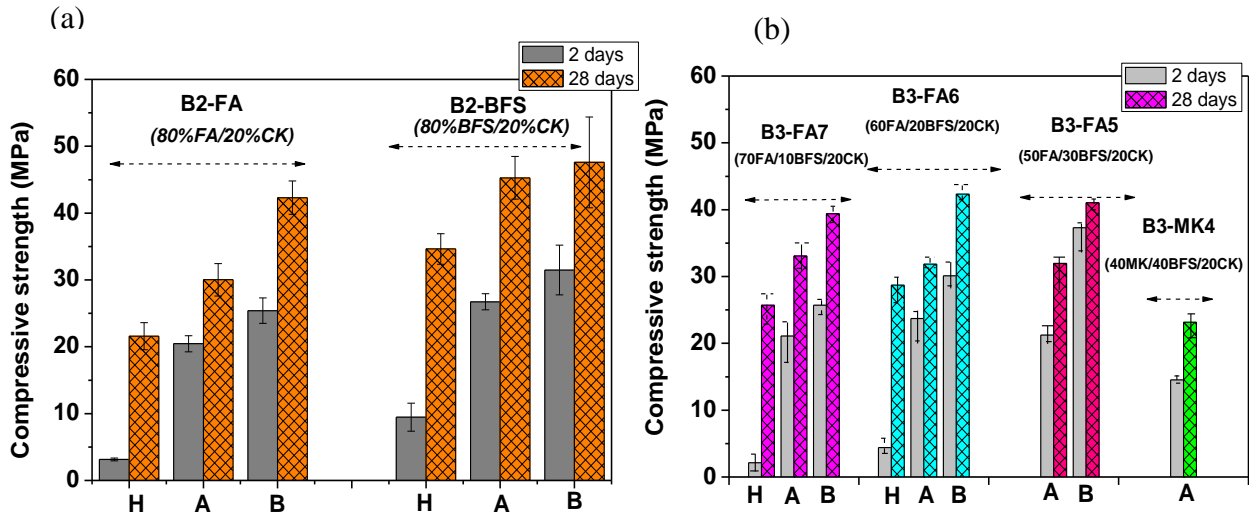 (a)
2 days
28 days
B2-FA
(80%FA/20%CK)
B2-BFS
(80%BFS/20%CK)
Compressive strength (MPa)
60
50
40
30
20
10
0
H
A
B
H
A
B
(b)
2 days
28 days
B3-FA7
(70FA/10BFS/20CK)
B3-FA6
(60FA/20BFS/20CK)
B3-FA5
(50FA/30BFS/20CK)
B3-MK4
(40MK/40BFS/20CK)
Compressive strength (MPa)
60
50
40
30
20
10
0
H
A
B
H
A
B
A
B
A